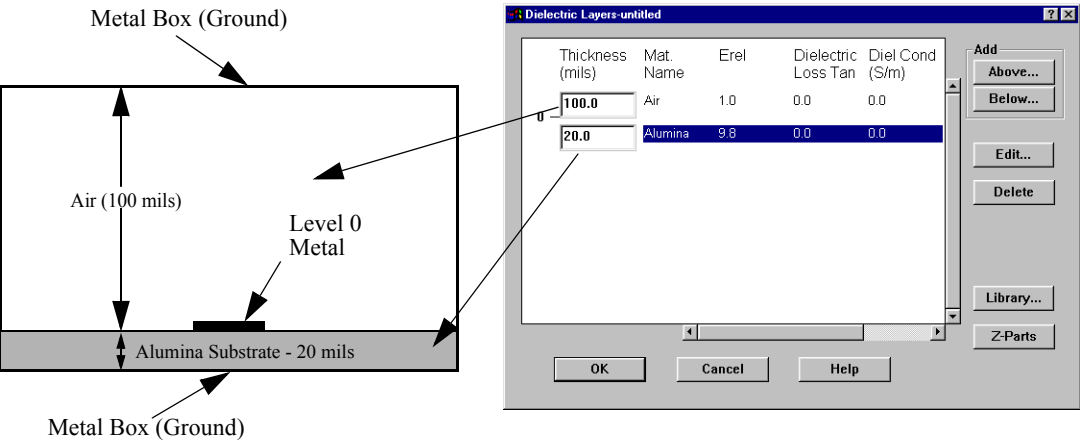 Metal Box (Ground)
Air (100 mils)
Level 0
Metal
Alumina Substrate - 20 mils
Metal Box (Ground)
Dielectric Layers-untitled
Thickness Mat. Erel Dielectric Diel Cond
(mils) Name Loss Tan (S/m)
100.0 Air 1.0 0.0 0.0
0
20.0 Alumina 9.8 0.0 0.0
Add
Above...
Below...
Edit...
Delete
Library...
Z-Parts
OK Cancel Help